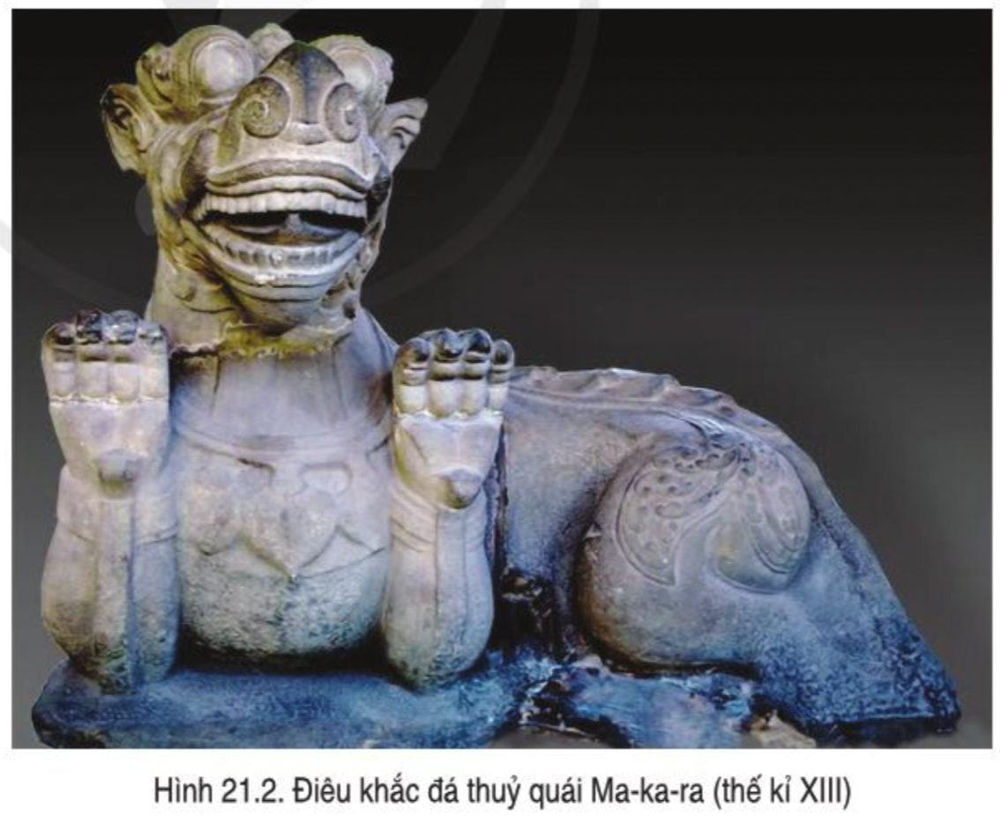 Hình 21.2. Điêu khắc đá thuỷ quái Ma-ka-ra (thế kỉ XIII)